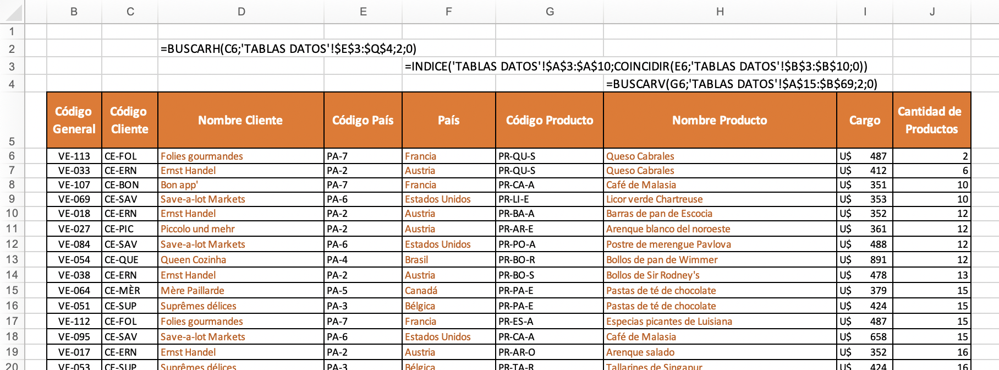 B C D E F G H I J
1
2 =BUSCARH(C6;'TABLAS DATOS'!$E$3:$Q$4;2;0)
3 =INDICE('TABLAS DATOS'!$A$3:$A$10;COINCIDIR(E6;'TABLAS DATOS'!$B$3:$B$10;0))
4 =BUSCARV(G6;'TABLAS DATOS'!$A$15:$B$69;2;0)
5 Código General Código Cliente Nombre Cliente Código País País Código Producto Nombre Producto Cargo Cantidad de Productos
6 VE-113 CE-FOL Folies gourmandes PA-7 Francia PR-QU-S Queso Cabrales U$ 487 2
7 VE-033 CE-ERN Ernst Handel PA-2 Austria PR-QU-S Queso Cabrales U$ 412 6
8 VE-107 CE-BON Bon app' PA-7 Francia PR-CA-A Café de Malasia U$ 351 10
9 VE-069 CE-SAV Save-a-lot Markets PA-6 Estados Unidos PR-LI-E Licor verde Chartreuse U$ 353 10
10 VE-018 CE-ERN Ernst Handel PA-2 Austria PR-BA-A Barras de pan de Escocia U$ 352 12
11 VE-027 CE-PIC Piccolo und mehr PA-2 Austria PR-AR-E Arenque blanco del noroeste U$ 361 12
12 VE-084 CE-SAV Save-a-lot Markets PA-6 Estados Unidos PR-PO-A Postre de merengue Pavlova U$ 488 12
13 VE-054 CE-QUE Queen Cozinha PA-4 Brasil PR-BO-R Bollos de pan de Wimmer U$ 891 12
14 VE-038 CE-ERN Ernst Handel PA-2 Austria PR-BO-S Bollos de Sir Rodney's U$ 478 13
15 VE-064 CE-MÈR Mère Paillarde PA-5 Canadá PR-PA-E Pastas de té de chocolate U$ 379 15
16 VE-051 CE-SUP Suprêmes délices PA-3 Bélgica PR-PA-E Pastas de té de chocolate U$ 424 15
17 VE-112 CE-FOL Folies gourmandes PA-7 Francia PR-ES-A Especias picantes de Luisiana U$ 487 15
18 VE-095 CE-SAV Save-a-lot Markets PA-6 Estados Unidos PR-CA-A Café de Malasia U$ 658 15
19 VE-017 CE-ERN Ernst Handel PA-2 Austria PR-AR-O Arenque salado U$ 352 16
20 VE-053 CE-SUP Suprêmes délices PA-3 Bélgica PR-TA-R Tallarines de Singapur U$ 424 16